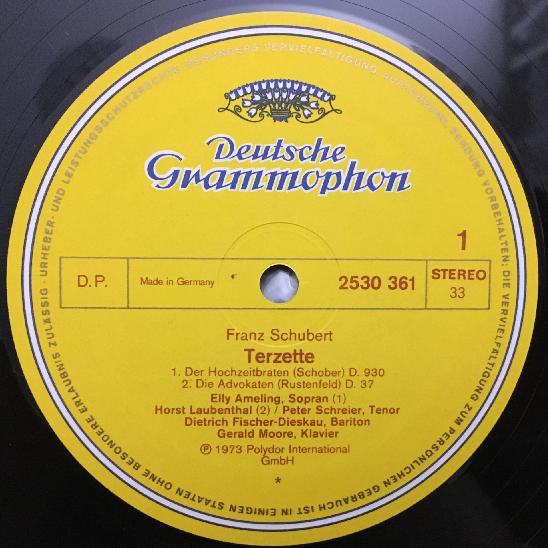 Deutsche
Grammophon
1
D.P.
Made in Germany
2530 361
STEREO
33
Franz Schubert
Terzette
1. Der Hochzeitbraten (Schober) D. 930
2. Die Advokaten (Rustenfeld) D. 37
Elly Ameling, Sopran (1)
Horst Laubenthal (2) / Peter Schreier, Tenor
Dietrich Fischer-Dieskau, Bariton
Gerald Moore, Klavier
℗ 1973 Polydor International
GmbH
*
URHEBER- UND LEISTUNGSSCHUTZRECHTE, BESONDERS VERVIELFÄLTIGUNG, AUFFÜHRUNG, SENDUNG VORBEHALTEN; DIE VERVIELFÄLTIGUNG ZUM PERSÖNLICHEN GEBRAUCH IST IN EINIGEN STAATEN OHNE BESONDERE ERLAUBNIS ZULÄSSIG ·